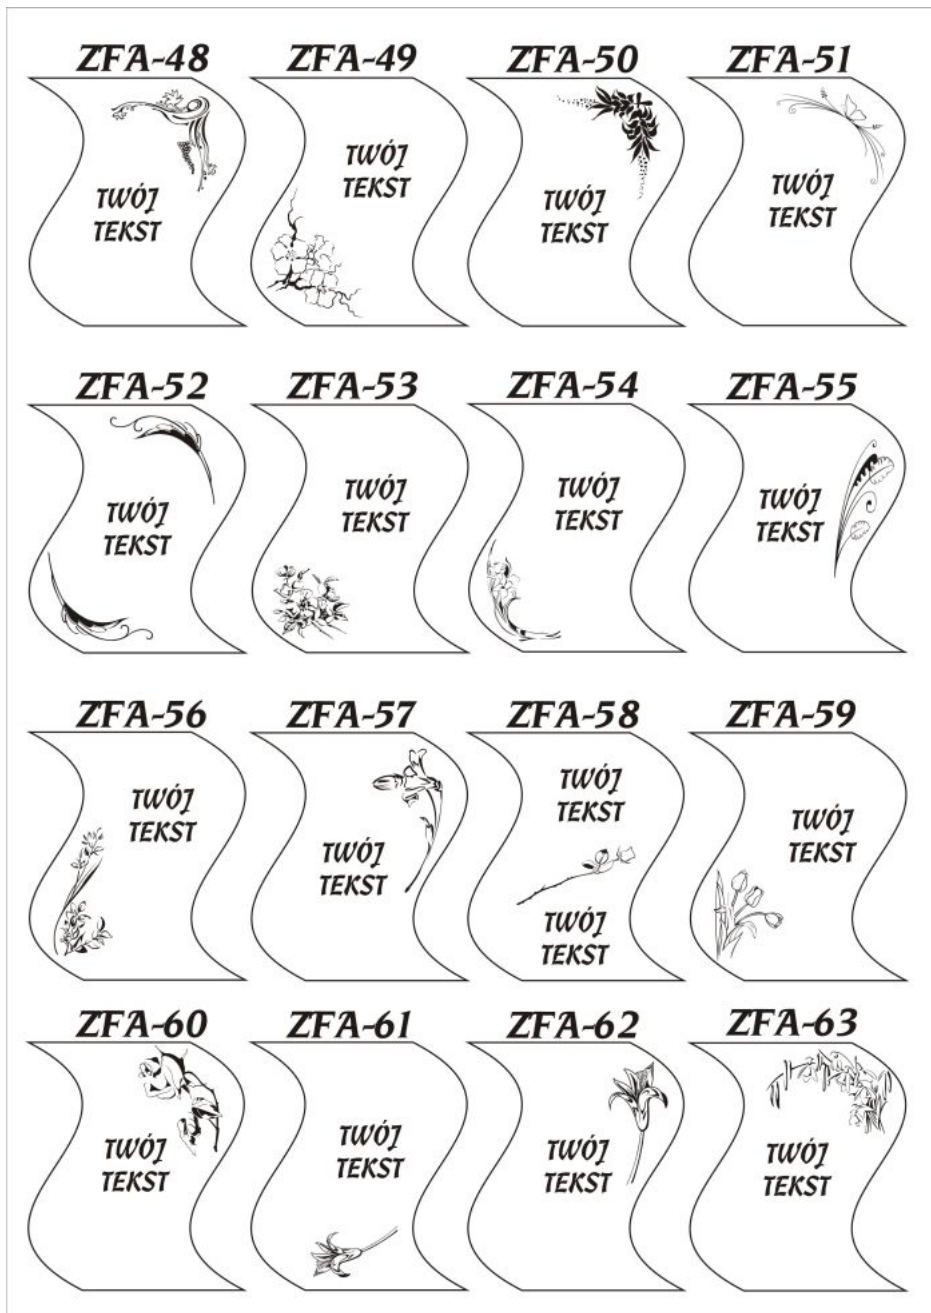 ZFA-48
TWÓJ
TEKST
ZFA-49
TWÓJ
TEKST
ZFA-50
TWÓJ
TEKST
ZFA-51
TWÓJ
TEKST
ZFA-52
TWÓJ
TEKST
ZFA-53
TWÓJ
TEKST
ZFA-54
TWÓJ
TEKST
ZFA-55
TWÓJ
TEKST
ZFA-56
TWÓJ
TEKST
ZFA-57
TWÓJ
TEKST
ZFA-58
TWÓJ
TEKST
TWÓJ
TEKST
ZFA-59
TWÓJ
TEKST
ZFA-60
TWÓJ
TEKST
ZFA-61
TWÓJ
TEKST
ZFA-62
TWÓJ
TEKST
ZFA-63
TWÓJ
TEKST